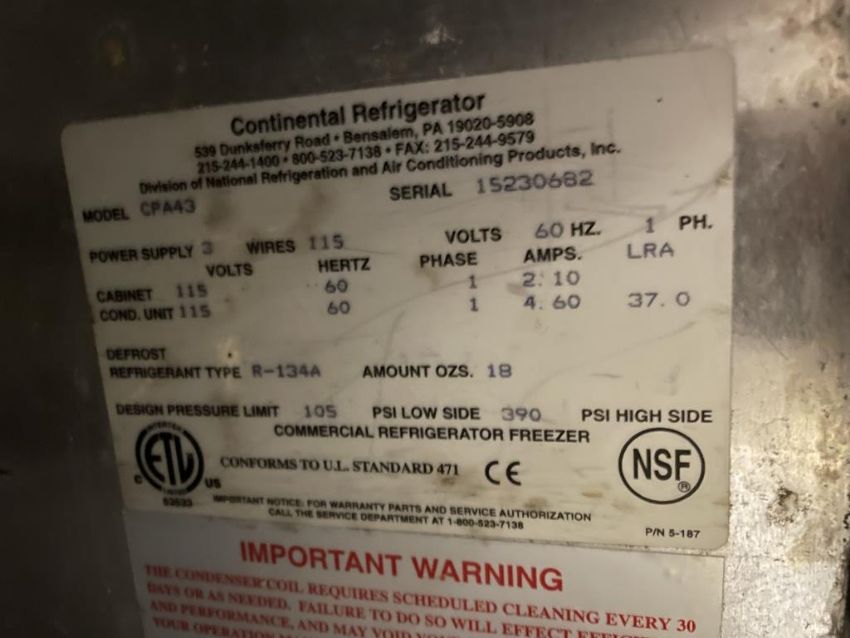 Continental Refrigerator
539 Dunksferry Road • Bensalem, PA 19020-5908
215-244-1400 • 800-523-7138 • FAX: 215-244-9579
Division of National Refrigeration and Air Conditioning Products, Inc.
MODEL CPA43 SERIAL 15230682
POWER SUPPLY 3 WIRES 115 VOLTS 60 HZ. 1 PH.
VOLTS HERTZ PHASE AMPS. LRA
CABINET 115 60 1 2.10
COND. UNIT 115 60 1 4.60 37.0
DEFROST
REFRIGERANT TYPE R-134A AMOUNT OZS. 18
DESIGN PRESSURE LIMIT 105 PSI LOW SIDE 390 PSI HIGH SIDE
COMMERCIAL REFRIGERATOR FREEZER
INTERTEK
ETL
LISTED
C US
CONFORMS TO U.L. STANDARD 471 CE
NSF
®
IMPORTANT NOTICE: FOR WARRANTY PARTS AND SERVICE AUTHORIZATION
CALL THE SERVICE DEPARTMENT AT 1-800-523-7138
P/N 5-187
IMPORTANT WARNING
THE CONDENSER COIL REQUIRES SCHEDULED CLEANING EVERY 30
DAYS OR AS NEEDED. FAILURE TO DO SO WILL EFFECT
AND PERFORMANCE, AND MAY VOID
YOUR